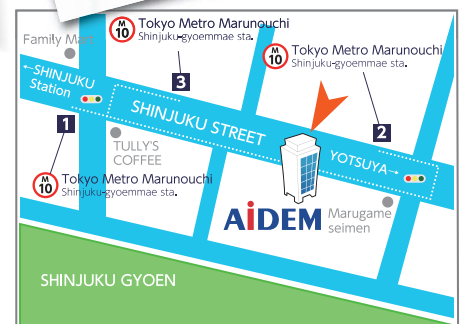 Family Mart
M
10
Tokyo Metro Marunouchi
Shinjuku-gyoemmae sta.
M
10
Tokyo Metro Marunouchi
Shinjuku-gyoemmae sta.
←SHINJUKU
Station
3
SHINJUKU STREET
1
2
TULLY'S
COFFEE
YOTSUYA→
M
10
Tokyo Metro Marunouchi
Shinjuku-gyoemmae sta.
AiDEM
Marugame
seimen
SHINJUKU GYOEN